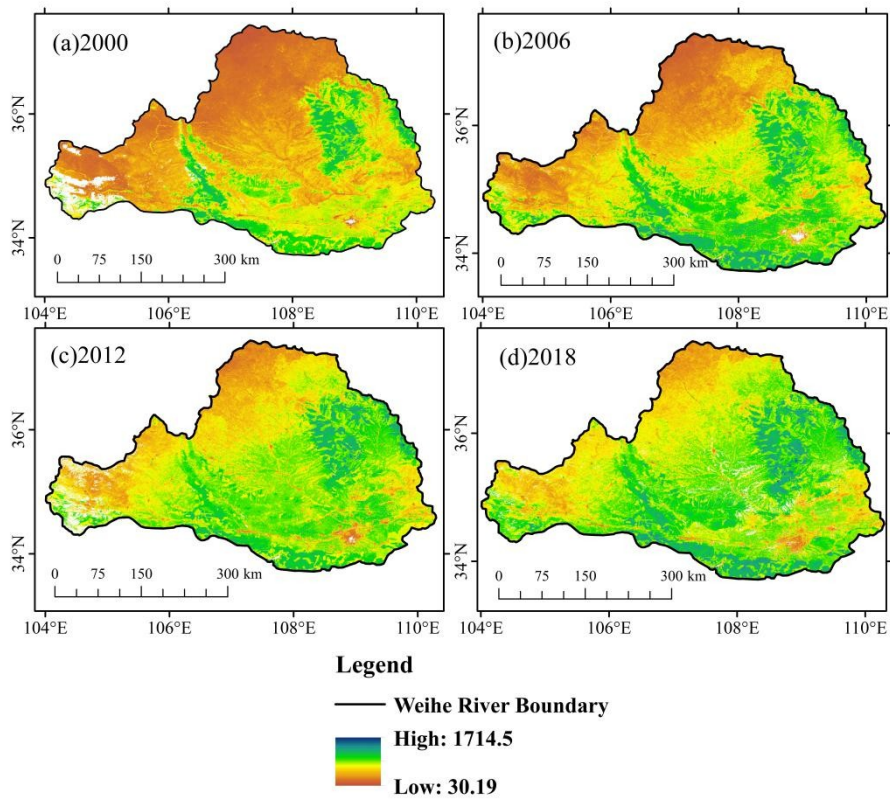 (a)2000
36°N
34°N
0 75 150 300 km
104°E 106°E 108°E 110°E
(b) 2006
36°N
34°N
0 75 150 300 km
104°E 106°E 108°E 110°E
(c) 2012
36°N
34°N
0 75 150 300 km
104°E 106°E 108°E 110°E
(d)2018
36°N
34°N
0 75 150 300 km
104°E 106°E 108°E 110°E
Legend
Weihe River Boundary
High: 1714.5
Low: 30.19